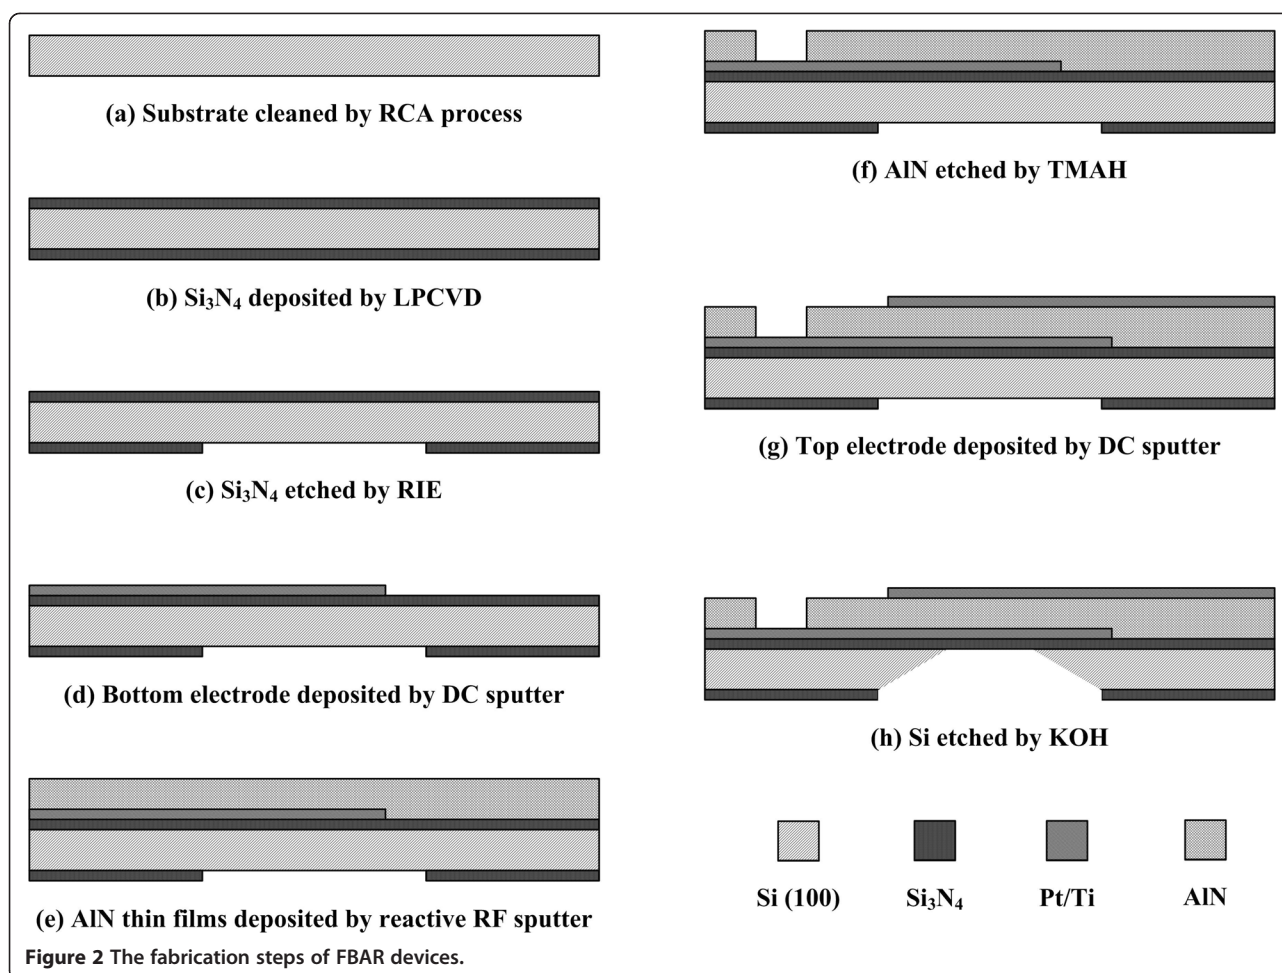 (a) Substrate cleaned by RCA process
(b) Si₃N₄ deposited by LPCVD
(c) Si₃N₄ etched by RIE
(d) Bottom electrode deposited by DC sputter
(e) AlN thin films deposited by reactive RF sputter
(f) AlN etched by TMAH
(g) Top electrode deposited by DC sputter
(h) Si etched by KOH
Si (100) Si₃N₄ Pt/Ti AlN
Figure 2 The fabrication steps of FBAR devices.